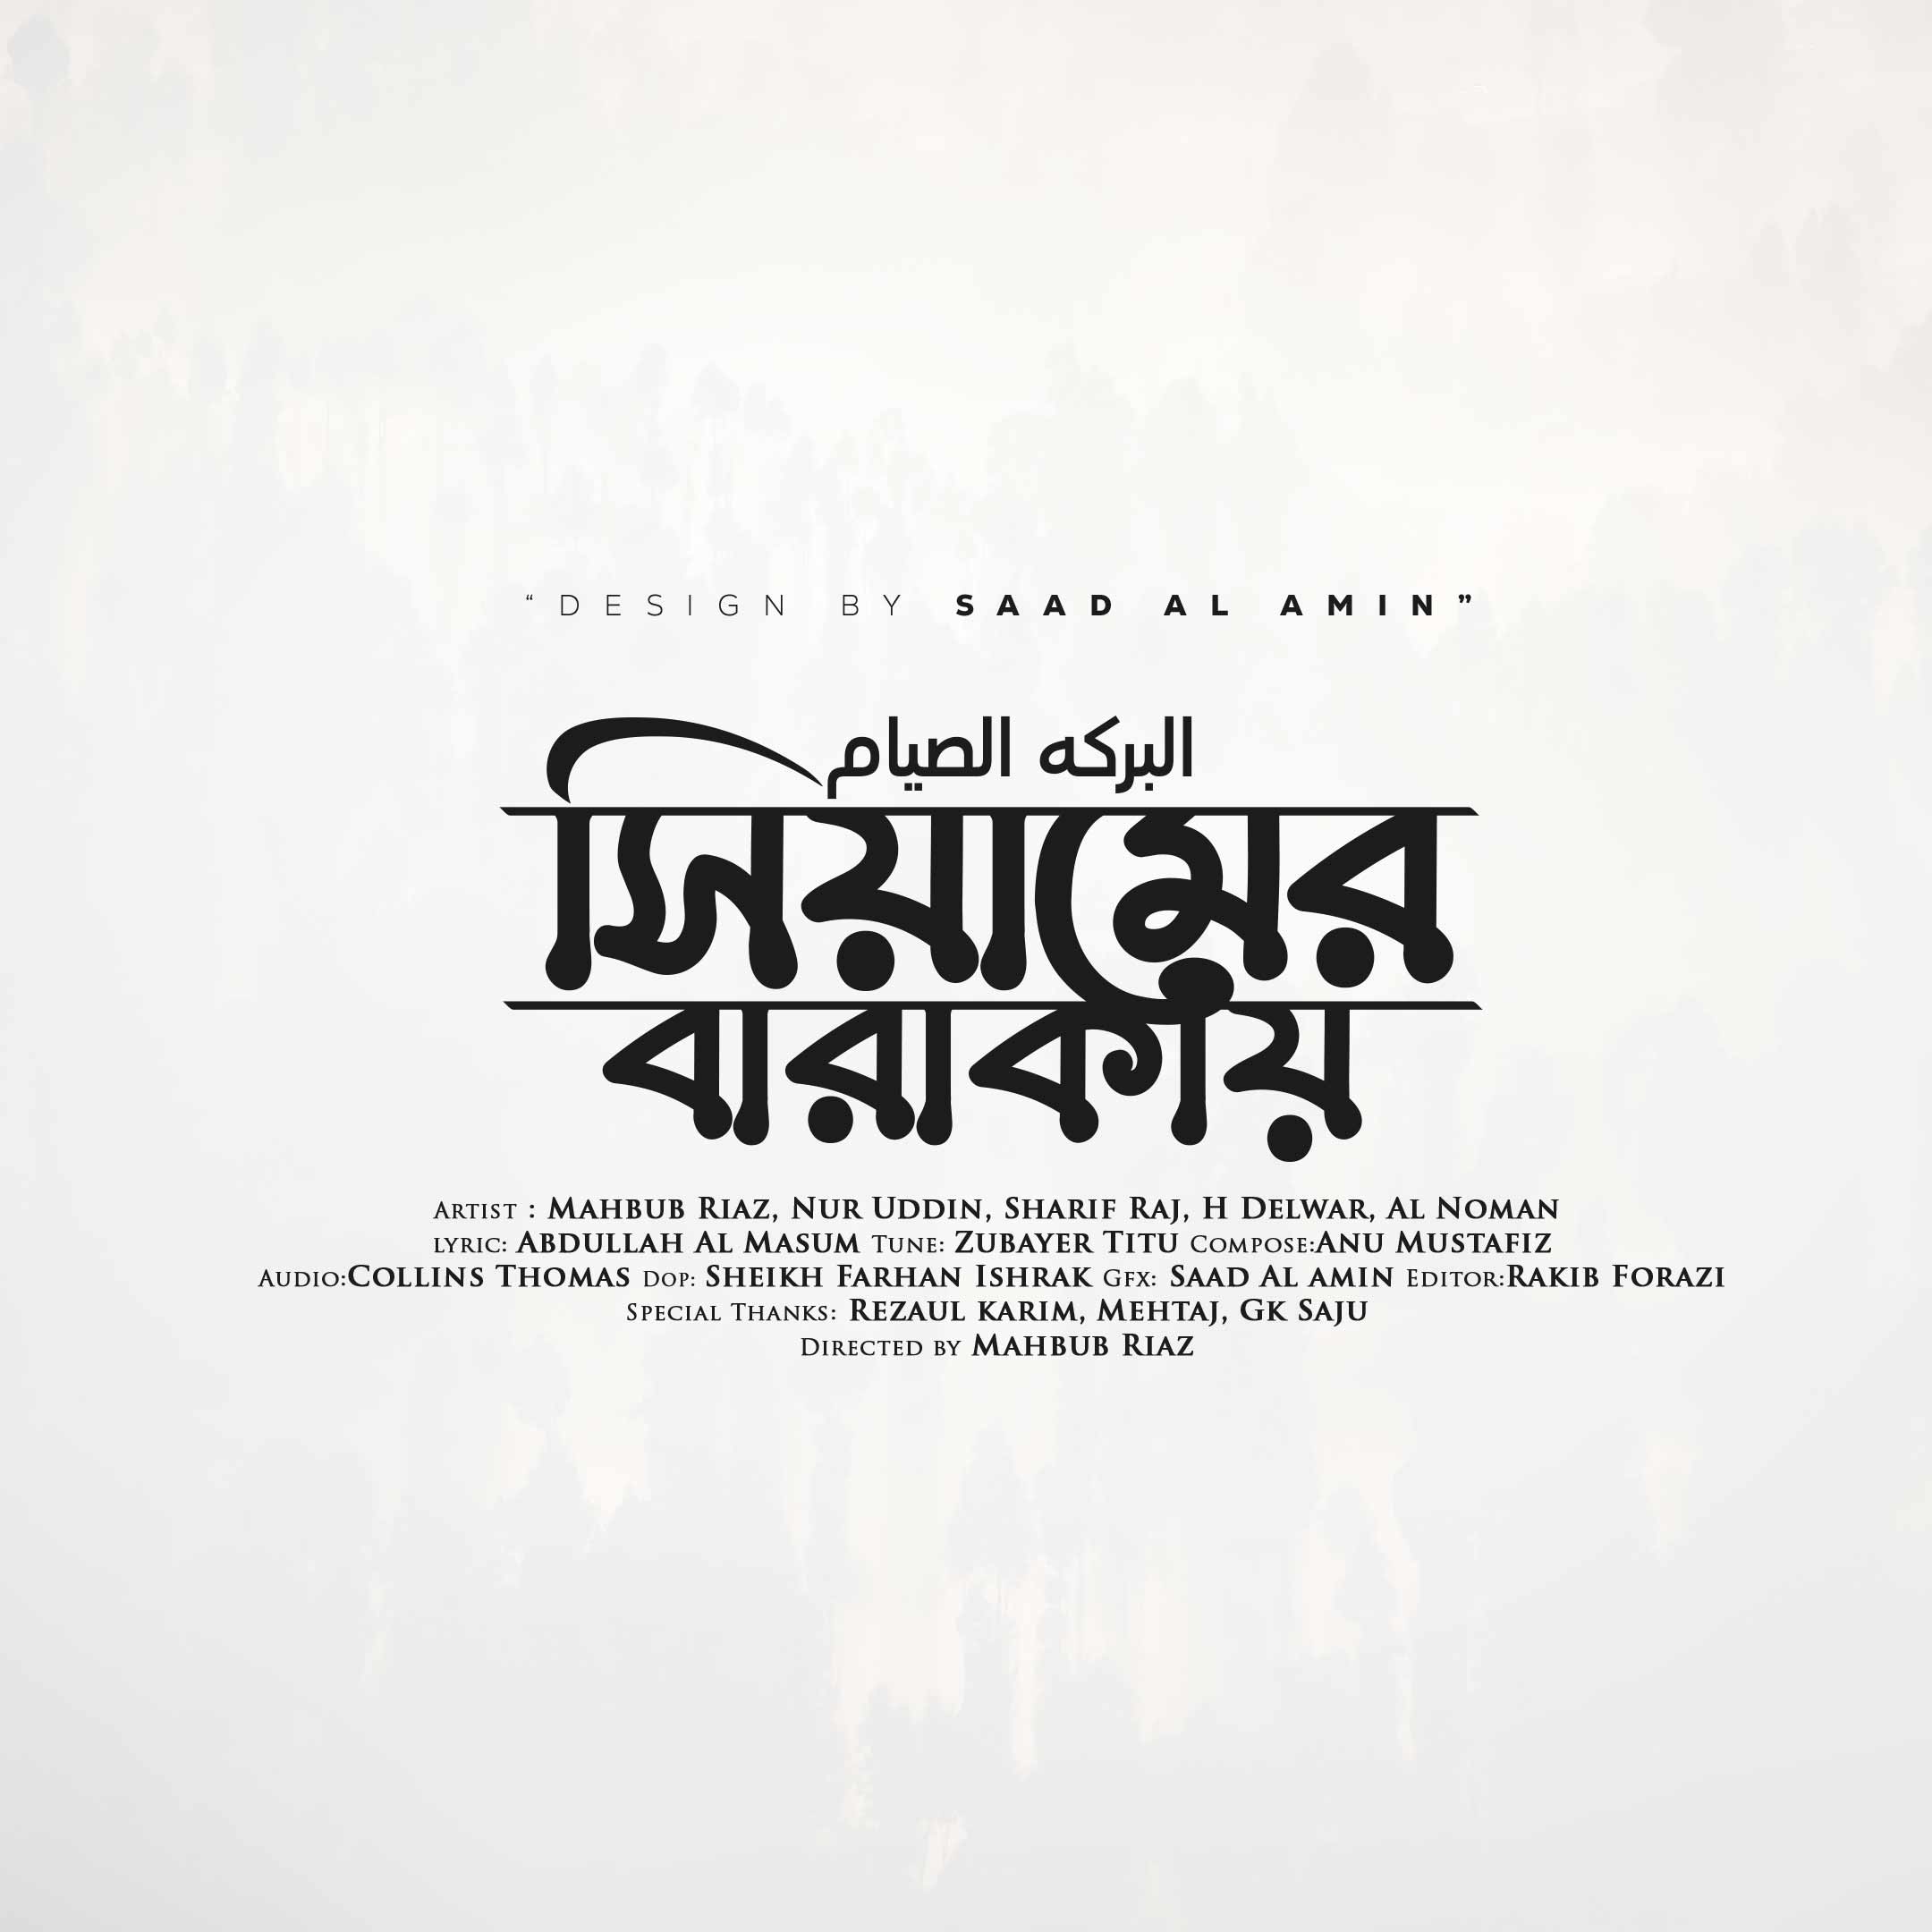 “DESIGN BY SAAD AL AMIN”
البركه الصيام
সিয়ামের
বারাকায়
Artist : Mahbub Riaz, Nur Uddin, Sharif Raj, H Delwar, Al Noman
lyric: Abdullah Al Masum Tune: Zubayer Titu Compose:Anu Mustafiz
Audio:Collins Thomas dop: Sheikh Farhan Ishrak Gfx: Saad Al amin Editor:Rakib Forazi
Special Thanks: Rezaul karim, Mehtaj, Gk Saju
Directed by Mahbub Riaz